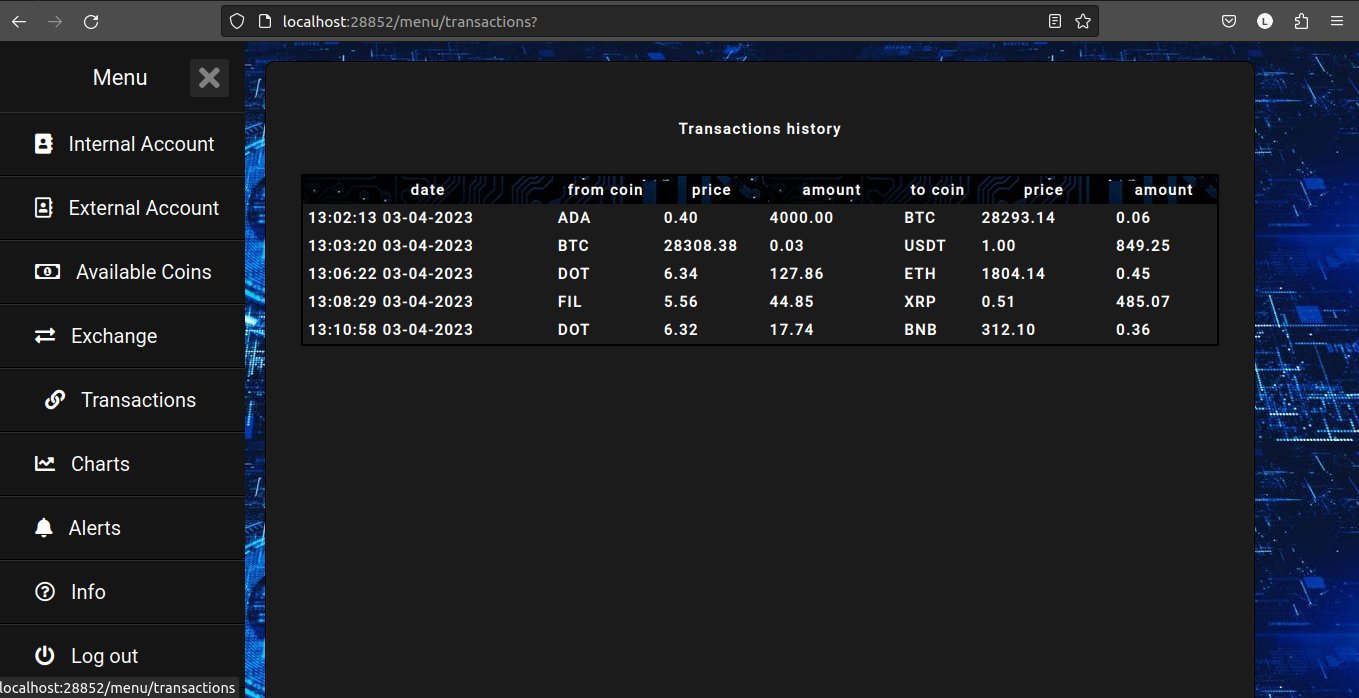 localhost:28852/menu/transactions?
L
Menu
Internal Account
External Account
Available Coins
Exchange
Transactions
Charts
Alerts
Info
Log out
localhost:28852/menu/transactions
Transactions history
date from coin price amount to coin price amount
13:02:13 03-04-2023 ADA 0.40 4000.00 BTC 28293.14 0.06
13:03:20 03-04-2023 BTC 28308.38 0.03 USDT 1.00 849.25
13:06:22 03-04-2023 DOT 6.34 127.86 ETH 1804.14 0.45
13:08:29 03-04-2023 FIL 5.56 44.85 XRP 0.51 485.07
13:10:58 03-04-2023 DOT 6.32 17.74 BNB 312.10 0.36